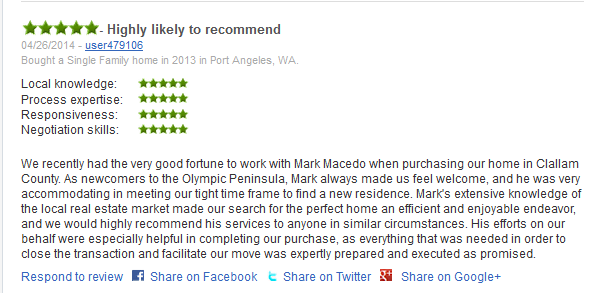 - Highly likely to recommend
04/26/2014 - user479106
Bought a Single Family home in 2013 in Port Angeles, WA.
Local knowledge:
Process expertise:
Responsiveness:
Negotiation skills:
We recently had the very good fortune to work with Mark Macedo when purchasing our home in Clallam
County. As newcomers to the Olympic Peninsula, Mark always made us feel welcome, and he was very
accommodating in meeting our tight time frame to find a new residence. Mark's extensive knowledge of
the local real estate market made our search for the perfect home an efficient and enjoyable endeavor,
and we would highly recommend his services to anyone in similar circumstances. His efforts on our
behalf were especially helpful in completing our purchase, as everything that was needed in order to
close the transaction and facilitate our move was expertly prepared and executed as promised.
Respond to review Share on Facebook Share on Twitter Share on Google+